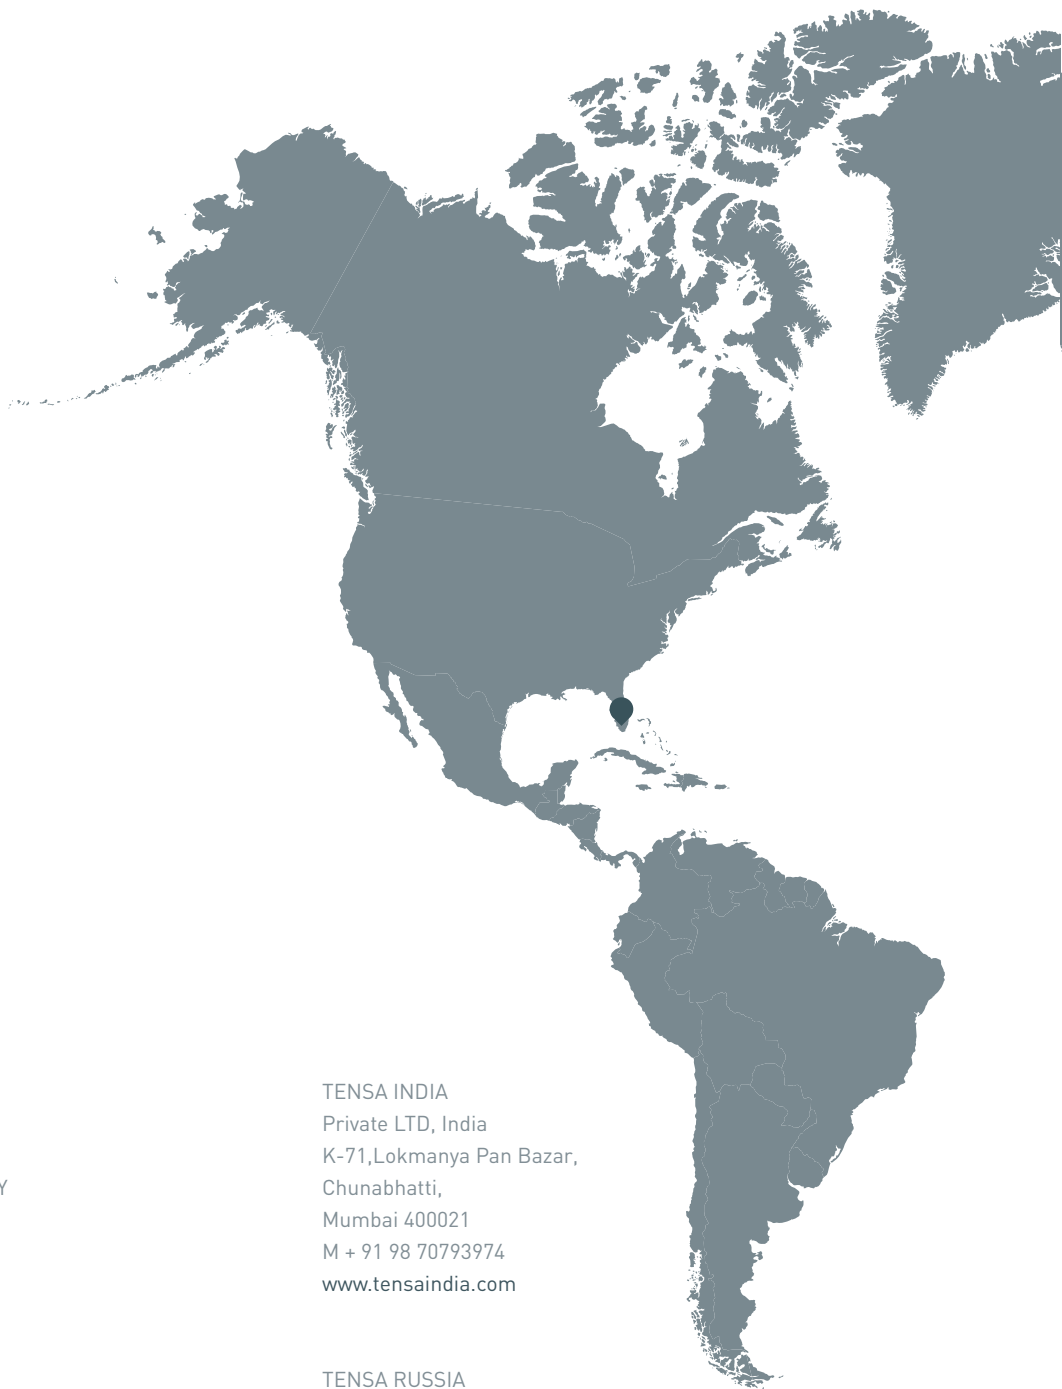 TENSA INDIA
Private LTD, India
K-71,Lokmanya Pan Bazar,
Chunabhatti,
Mumbai 400021
M + 91 98 70793974
www.tensaindia.com
TENSA RUSSIA
Y